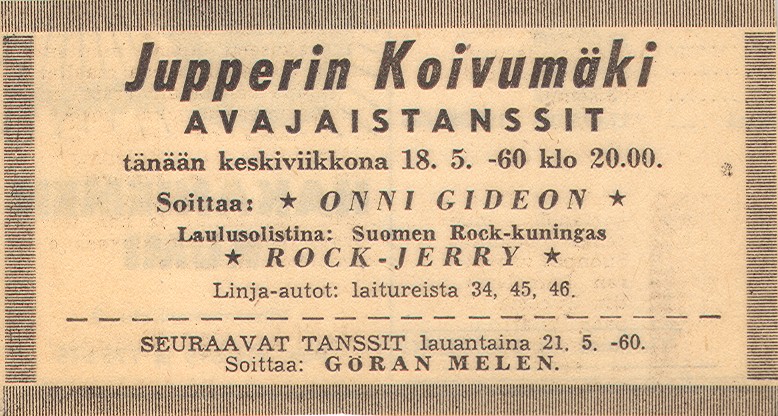 Jupperin Koivumäki
AVAJAISTANSSIT
tänään keskiviikkona 18. 5. -60 klo 20.00.
Soittaa: ★ ONNI GIDEON ★
Laulusolistina: Suomen Rock-kuningas
★ ROCK-JERRY ★
Linja-autot: laitureista 34, 45, 46.
SEURAAVAT TANSSIT lauantaina 21. 5. -60.
Soittaa: GÖRAN MELEN.